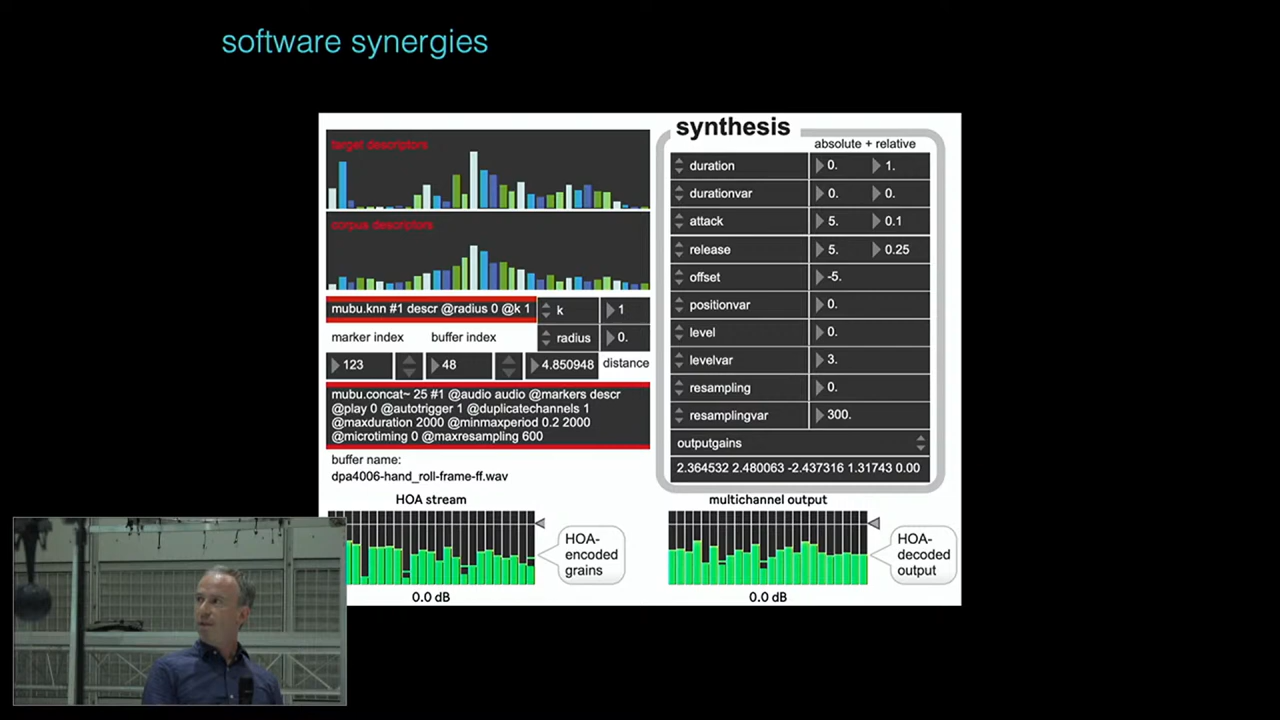 software synergies
target descriptors
corpus descriptors
mubu.knn #1 descr @radius 0 @k 1
k
1
marker index
buffer index
radius
0.
123
48
4.850948
distance
mubu.concat~ 25 #1 @audio audio @markers descr
@play 0 @autotrigger 1 @duplicatechannels 1
@maxduration 2000 @minmaxperiod 0.2 2000
@microtiming 0 @maxresampling 600
buffer name:
dpa4006-hand_roll-frame-ff.wav
synthesis
absolute + relative
duration 0. 1.
durationvar 0. 0.
attack 5. 0.1
release 5. 0.25
offset -5.
positionvar 0.
level 0.
levelvar 3.
resampling 0.
resamplingvar 300.
outputgains
2.364532 2.480063 -2.437316 1.31743 0.00
HOA stream
HOA-
encoded
grains
0.0 dB
multichannel output
HOA-
decoded
output
0.0 dB